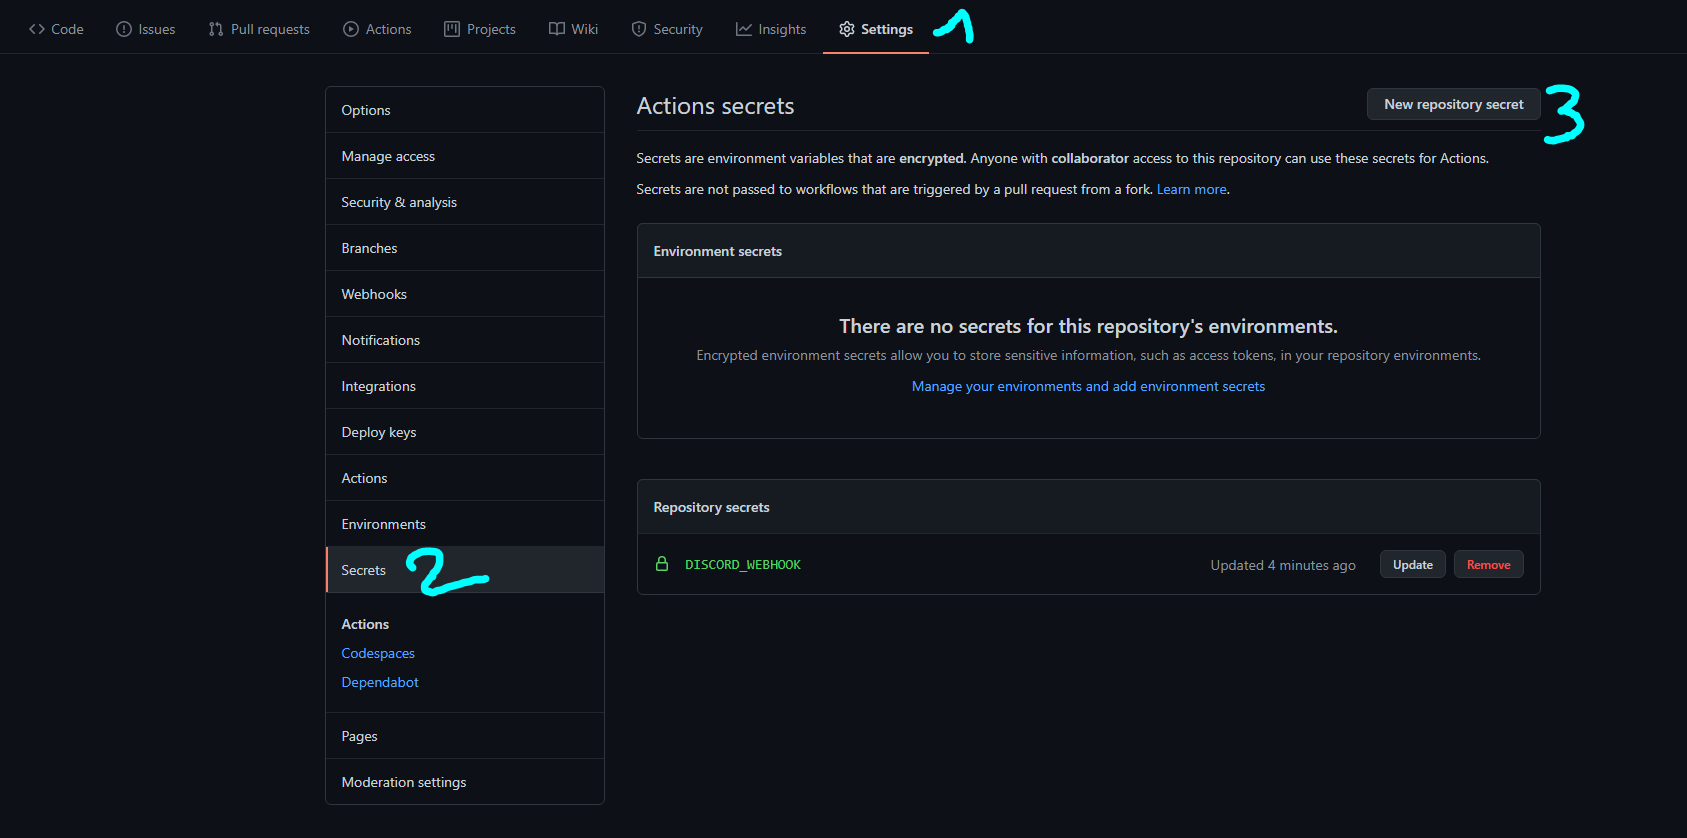 Code Issues Pull requests Actions Projects Wiki Security Insights Settings 1
Options
Manage access
Security & analysis
Branches
Webhooks
Notifications
Integrations
Deploy keys
Actions
Environments
Secrets 2
Actions
Codespaces
Dependabot
Pages
Moderation settings
Actions secrets
New repository secret 3
Secrets are environment variables that are encrypted. Anyone with collaborator access to this repository can use these secrets for Actions.
Secrets are not passed to workflows that are triggered by a pull request from a fork. Learn more.
Environment secrets
There are no secrets for this repository's environments.
Encrypted environment secrets allow you to store sensitive information, such as access tokens, in your repository environments.
Manage your environments and add environment secrets
Repository secrets
DISCORD_WEBHOOK Updated 4 minutes ago Update Remove